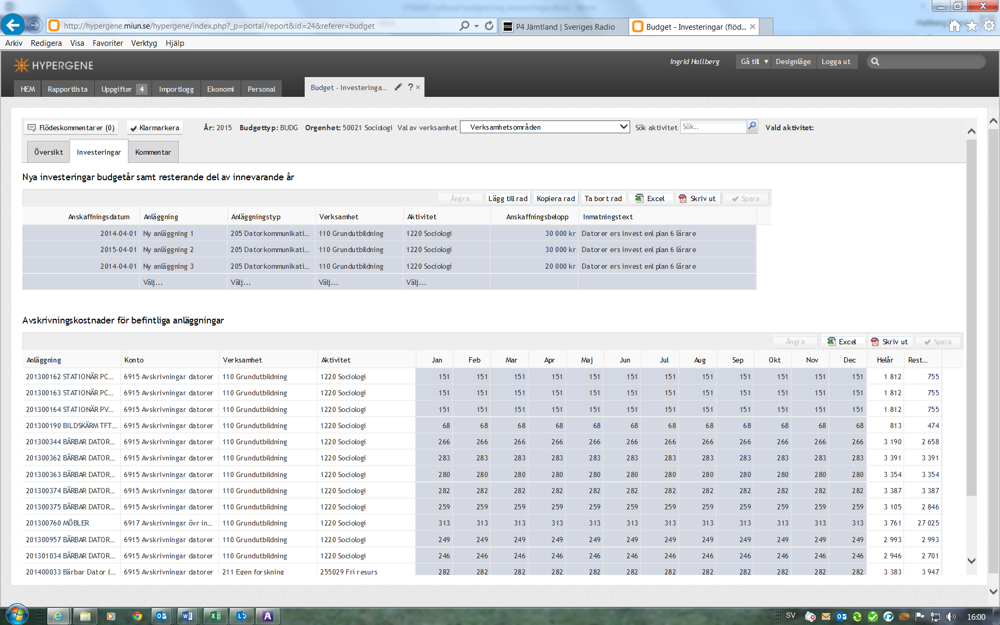 http://hypergene.miun.se/hypergene/index.php?_p=portal/report&id=24&referer=budget
P4 Jämtland | Sveriges Radio
Budget - Investeringar (flöd...
Arkiv Redigera Visa Favoriter Verktyg Hjälp
HYPERGENE
Ingrid Hallberg Gå till Designläge Logga ut
HEM Rapportlista Uppgifter 4 Importlogg Ekonomi Personal Budget - Investeringa... ?
Flödeskommentarer (0) Klarmarkera År: 2015 Budgettyp: BUDG Orgenhet: 50021 Sociologi Val av verksamhet Verksamhetsområden Sök aktivitet Sök.. Vald aktivitet:
Översikt Investeringar Kommentar
Nya investeringar budgetår samt resterande del av innevarande år
Ångra Lägg till rad Kopiera rad Ta bort rad Excel Skriv ut Spara
Anskaffningsdatum Anläggning Anläggningstyp Verksamhet Aktivitet Anskaffningsbelopp Inmatningstext
2014-04-01 Ny anläggning 1 205 Datorkommunikati... 110 Grundutbildning 1220 Sociologi 30 000 kr Datorer ers invest enl plan 6 lärare
2015-04-01 Ny anläggning 2 205 Datorkommunikati... 110 Grundutbildning 1220 Sociologi 30 000 kr Datorer ers invest enl plan 6 lärare
2014-04-01 Ny anläggning 3 205 Datorkommunikati... 110 Grundutbildning 1220 Sociologi 20 000 kr Datorer ers invest enl plan 6 lärare
Välj... Välj... Välj... Välj...
Avskrivningskostnader för befintliga anläggningar
Ångra Excel Skriv ut Spara
Anläggning Konto Verksamhet Aktivitet Jan Feb Mar Apr Maj Jun Jul Aug Sep Okt Nov Dec Helår Rest...
201300162 STATIONÄR PC... 6915 Avskrivningar datorer 110 Grundutbildning 1220 Sociologi 151 151 151 151 151 151 151 151 151 151 151 151 1 812 755
201300163 STATIONÄR PC... 6915 Avskrivningar datorer 110 Grundutbildning 1220 Sociologi 151 151 151 151 151 151 151 151 151 151 151 151 1 812 755
201300164 STATIONÄR PV... 6915 Avskrivningar datorer 110 Grundutbildning 1220 Sociologi 151 151 151 151 151 151 151 151 151 151 151 151 1 812 755
201300190 BILDSKÄRM TFT... 6915 Avskrivningar datorer 110 Grundutbildning 1220 Sociologi 68 68 68 68 68 68 68 68 68 68 68 68 813 474
201300344 BÄRBAR DATOR... 6915 Avskrivningar datorer 110 Grundutbildning 1220 Sociologi 266 266 266 266 266 266 266 266 266 266 266 266 3 190 2 658
201300362 BÄRBAR DATOR... 6915 Avskrivningar datorer 110 Grundutbildning 1220 Sociologi 283 283 283 283 283 283 283 283 283 283 283 283 3 391 3 391
201300363 BÄRBAR DATOR... 6915 Avskrivningar datorer 110 Grundutbildning 1220 Sociologi 280 280 280 280 280 280 280 280 280 280 280 280 3 354 3 354
201300374 BÄRBAR DATOR... 6915 Avskrivningar datorer 110 Grundutbildning 1220 Sociologi 282 282 282 282 282 282 282 282 282 282 282 282 3 387 3 387
201300375 BÄRBAR DATOR... 6915 Avskrivningar datorer 110 Grundutbildning 1220 Sociologi 259 259 259 259 259 259 259 259 259 259 259 259 3 105 2 846
201300760 MÖBLER 6917 Avskrivningar övr in... 110 Grundutbildning 1220 Sociologi 313 313 313 313 313 313 313 313 313 313 313 313 3 761 27 025
201300957 BÄRBAR DATOR... 6915 Avskrivningar datorer 110 Grundutbildning 1220 Sociologi 249 249 249 249 249 249 249 249 249 249 249 249 2 993 2 993
201301034 BÄRBAR DATOR... 6915 Avskrivningar datorer 110 Grundutbildning 1220 Sociologi 246 246 246 246 246 246 246 246 246 246 246 246 2 946 2 701
201400033 Bärbar Dator (... 6915 Avskrivningar datorer 211 Egen forskning 255029 Fri resurs 282 282 282 282 282 282 282 282 282 282 282 282 3 383 3 947
SV 16:00